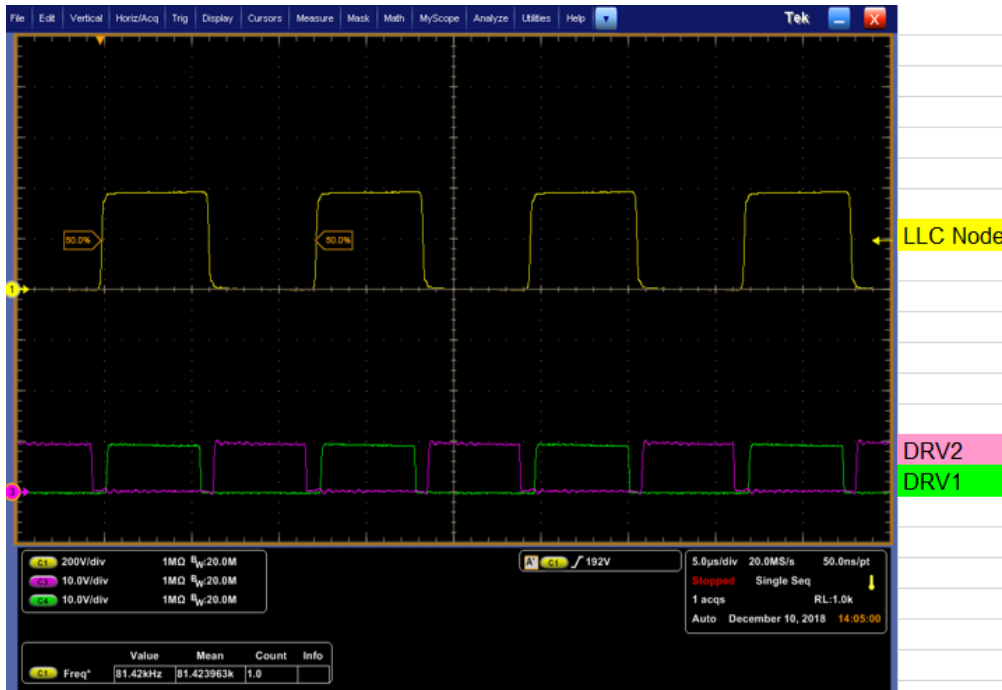 File Edit Vertical Horiz/Acq Trig Display Cursors Measure Mask Math MyScope Analyze Utilities Help Tek X
50.0% 50.0%
LLC Node
1
DRV2
DRV1
3
C1 200V/div 1MΩ BW:20.0M
C3 10.0V/div 1MΩ BW:20.0M
C4 10.0V/div 1MΩ BW:20.0M
A' C1 / 192V
5.0µs/div 20.0MS/s 50.0ns/pt
Stopped Single Seq
1 acqs RL:1.0k
Auto December 10, 2018 14:05:00
Value Mean Count Info
C1 Freq* 81.42kHz 81.423963k 1.0